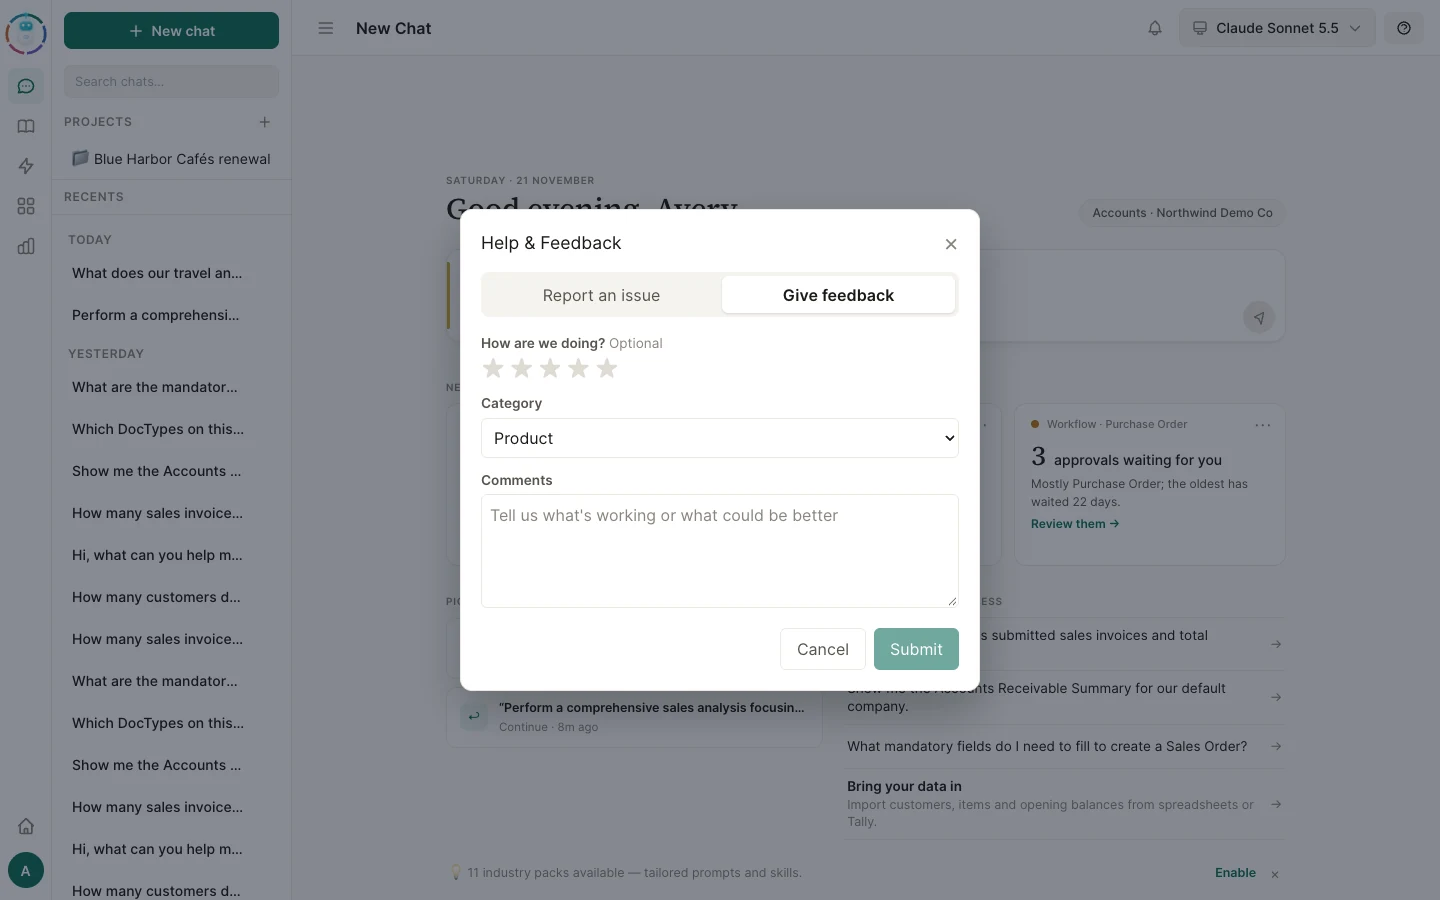 New chat
Search chats...
PROJECTS
Blue Harbor Cafés renewal
RECENTS
TODAY
What does our travel an...
Perform a comprehensi...
YESTERDAY
What are the mandator...
Which DocTypes on this...
Show me the Accounts ...
How many sales invoice...
Hi, what can you help m...
How many customers d...
How many sales invoice...
What are the mandator...
Which DocTypes on this...
Show me the Accounts ...
How many sales invoice...
Hi, what can you help m...
How many customers d...
A
New Chat
Claude Sonnet 5.5
SATURDAY · 21 NOVEMBER
Good evening, Avery
Accounts · Northwind Demo Co
Help & Feedback
Report an issue
Give feedback
How are we doing? Optional
Category
Product
Comments
Tell us what's working or what could be better
Cancel
Submit
Workflow · Purchase Order
3 approvals waiting for you
Mostly Purchase Order; the oldest has
waited 22 days.
Review them →
"Perform a comprehensive sales analysis focusin...
Continue · 8m ago
submitted sales invoices and total
Show me the Accounts Receivable Summary for our default
company.
What mandatory fields do I need to fill to create a Sales Order?
Bring your data in
Import customers, items and opening balances from spreadsheets or
Tally.
11 industry packs available — tailored prompts and skills.
Enable